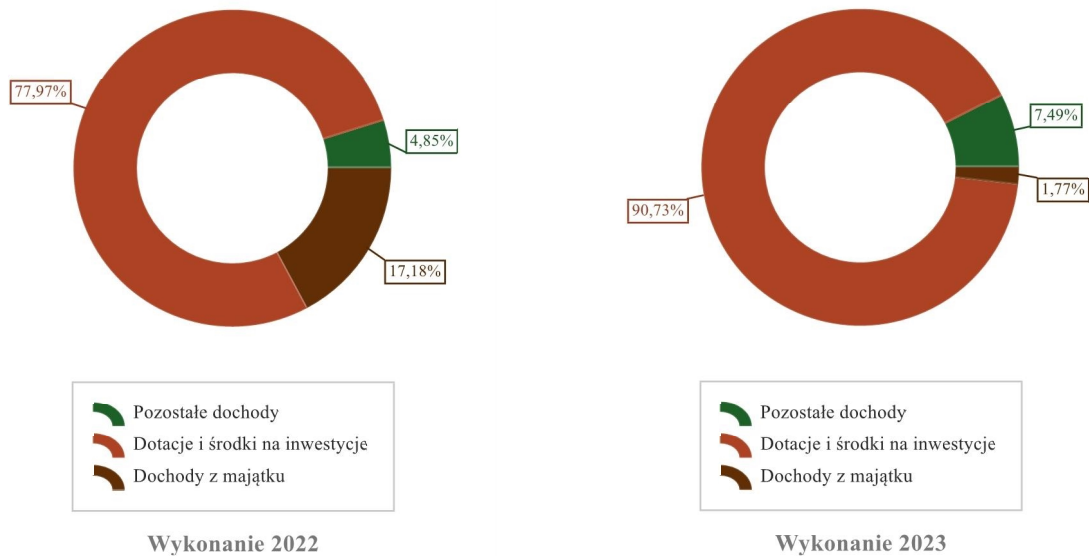 77,97%
4,85%
17,18%
Pozostałe dochody
Dotacje i środki na inwestycje
Dochody z majątku
Wykonanie 2022
7,49%
1,77%
90,73%
Pozostałe dochody
Dotacje i środki na inwestycje
Dochody z majątku
Wykonanie 2023